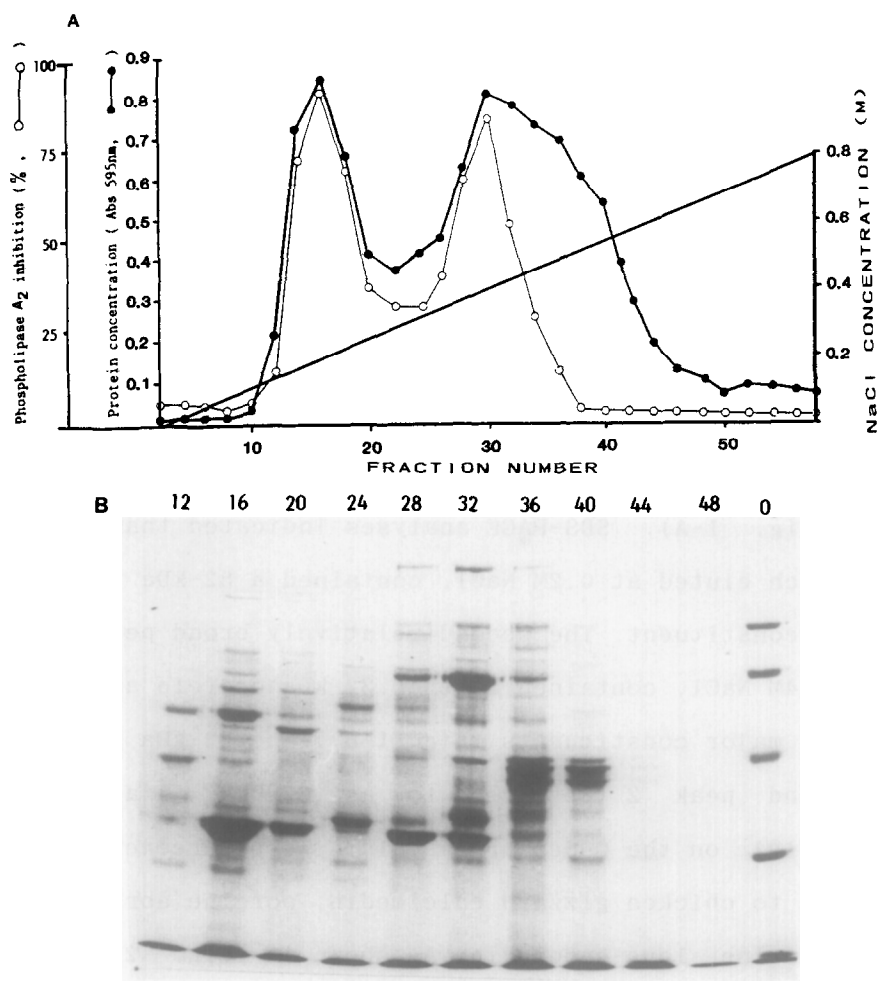 A
Phospholipase A2 inhibition (%, )
100
75
50
25
Protein concentration ( Abs 595nm, )
0.9
0.8
0.7
0.6
0.5
0.4
0.3
0.2
0.1
NaCl CONCENTRATION (M)
0.8
0.6
0.4
0.2
10 20 30 40 50
FRACTION NUMBER
B 12 16 20 24 28 32 36 40 44 48 0